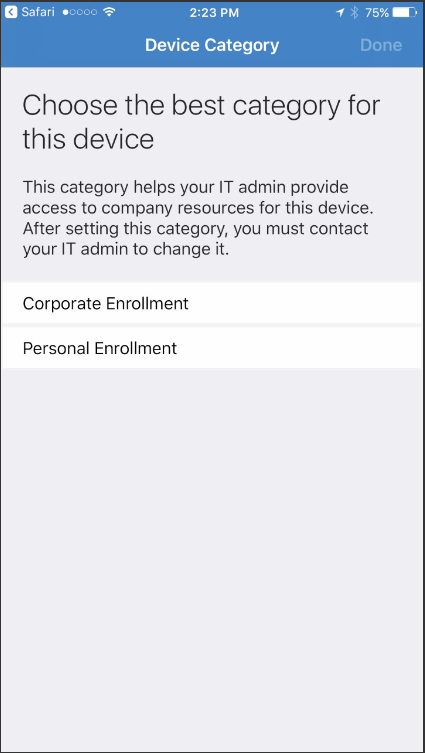 Safari 2:23 PM 75%
Device Category Done
Choose the best category for
this device
This category helps your IT admin provide
access to company resources for this device.
After setting this category, you must contact
your IT admin to change it.
Corporate Enrollment
Personal Enrollment